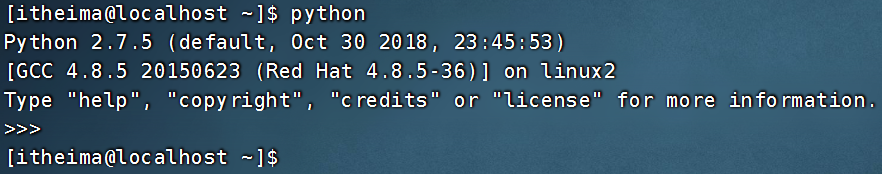 [itheima@localhost ~]$ python
Python 2.7.5 (default, Oct 30 2018, 23:45:53)
[GCC 4.8.5 20150623 (Red Hat 4.8.5-36)] on linux2
Type "help", "copyright", "credits" or "license" for more information.
>>>
[itheima@localhost ~]$